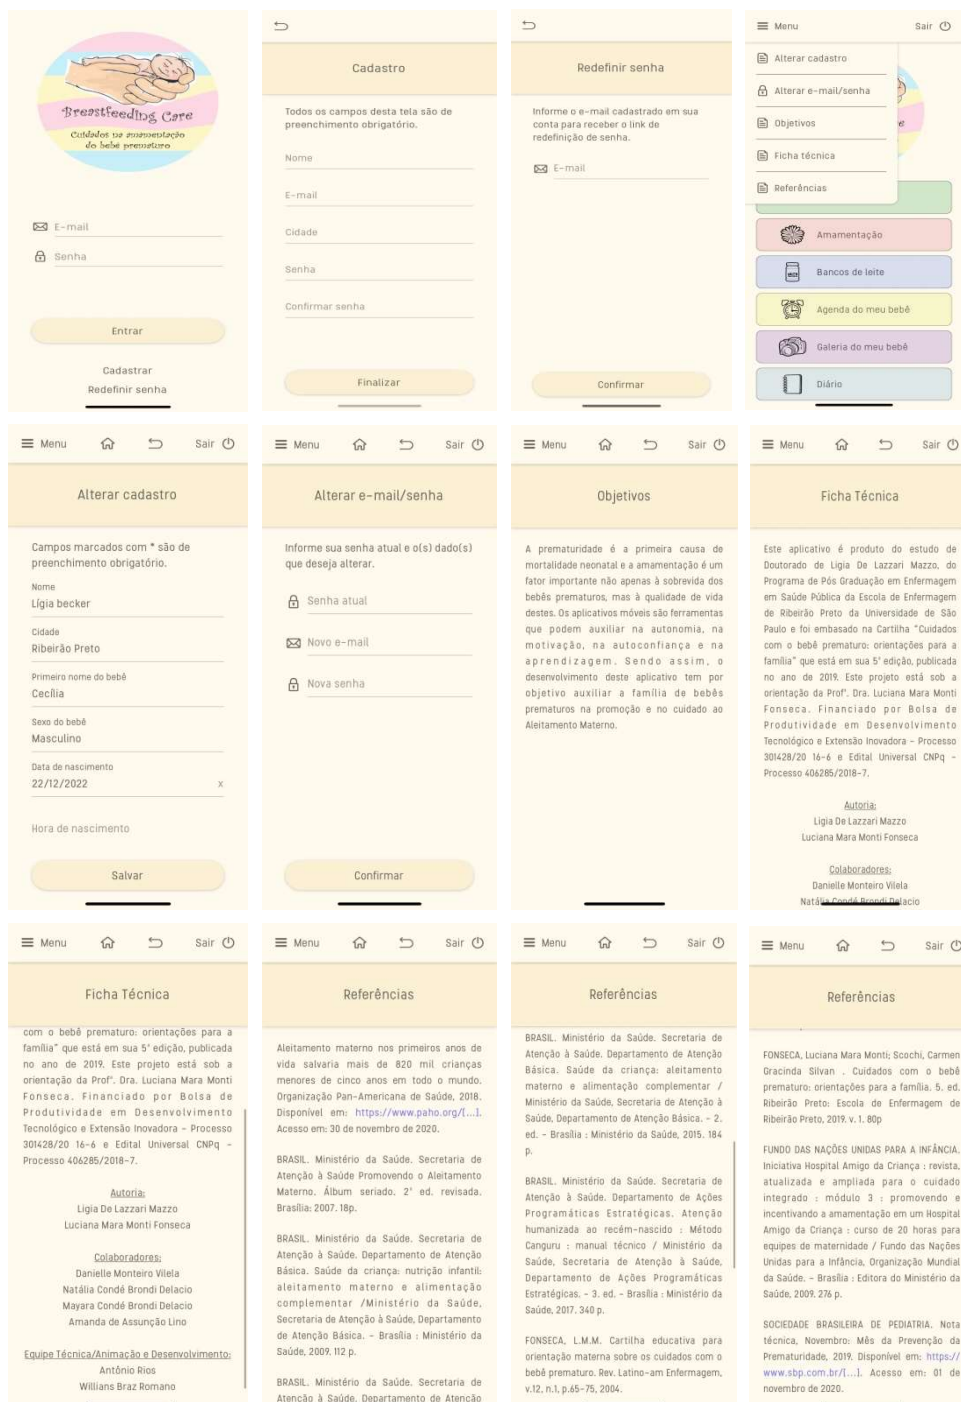 Breastfeeding Care
Cuidados na amamentação
do bebê prematuro
E-mail
Senha
Entrar
Cadastrar
Redefinir senha
Cadastro
Todos os campos desta tela são de
preenchimento obrigatório.
Nome
E-mail
Cidade
Senha
Confirmar senha
Finalizar
Redefinir senha
Informe o e-mail cadastrado em sua
conta para receber o link de
redefinição de senha.
E-mail
Confirmar
Menu
Sair
Alterar cadastro
Alterar e-mail/senha
Objetivos
Ficha técnica
Referências
Amamentação
Bancos de leite
Agenda do meu bebê
Galeria do meu bebê
Diário
Menu
Sair
Alterar cadastro
Campos marcados com * são de
preenchimento obrigatório.
Nome
Lígia becker
Cidade
Ribeirão Preto
Primeiro nome do bebê
Cecília
Sexo do bebê
Masculino
Data de nascimento
22/12/2022 x
Hora de nascimento
Salvar
Menu
Sair
Alterar e-mail/senha
Informe sua senha atual e o(s) dado(s)
que deseja alterar.
Senha atual
Novo e-mail
Nova senha
Confirmar
Menu
Sair
Objetivos
A prematuridade é a primeira causa de
mortalidade neonatal e a amamentação é um
fator importante não apenas à sobrevida dos
bebês prematuros, mas à qualidade de vida
destes. Os aplicativos móveis são ferramentas
que podem auxiliar na autonomia, na
motivação, na autoconfiança e na
aprendizagem. Sendo assim, o
desenvolvimento deste aplicativo tem por
objetivo auxiliar a família de bebês
prematuros na promoção e no cuidado ao
Aleitamento Materno.
Menu
Sair
Ficha Técnica
Este aplicativo é produto do estudo de
Doutorado de Ligia De Lazzari Mazzo, do
Programa de Pós Graduação em Enfermagem
em Saúde Pública da Escola de Enfermagem
de Ribeirão Preto da Universidade de São
Paulo e foi embasado na Cartilha "Cuidados
com o bebê prematuro: orientações para a
família" que está em sua 5ª edição, publicada
no ano de 2019. Este projeto está sob a
orientação da Profª. Dra. Luciana Mara Monti
Fonseca. Financiado por Bolsa de
Produtividade em Desenvolvimento
Tecnológico e Extensão Inovadora - Processo
301428/20 16-6 e Edital Universal CNPq -
Processo 406285/2018-7.
Autoria:
Ligia De Lazzari Mazzo
Luciana Mara Monti Fonseca
Colaboradores:
Danielle Monteiro Vilela
Natália Condé Brondi Delacio
Menu
Sair
Ficha Técnica
com o bebê prematuro: orientações para a
família" que está em sua 5ª edição, publicada
no ano de 2019. Este projeto está sob a
orientação da Profª. Dra. Luciana Mara Monti
Fonseca. Financiado por Bolsa de
Produtividade em Desenvolvimento
Tecnológico e Extensão Inovadora - Processo
301428/20 16-6 e Edital Universal CNPq -
Processo 406285/2018-7.
Autoria:
Ligia De Lazzari Mazzo
Luciana Mara Monti Fonseca
Colaboradores:
Danielle Monteiro Vilela
Natália Condé Brondi Delacio
Mayara Condé Brondi Delacio
Amanda de Assunção Lino
Equipe Técnica/Animação e Desenvolvimento:
Antônio Rios
Willians Braz Romano
Menu
Sair
Referências
Aleitamento materno nos primeiros anos de
vida salvaria mais de 820 mil crianças
menores de cinco anos em todo o mundo.
Organização Pan-Americana de Saúde, 2018.
Disponível em: https://www.paho.org/[...].
Acesso em: 30 de novembro de 2020.
BRASIL. Ministério da Saúde. Secretaria de
Atenção à Saúde Promovendo o Aleitamento
Materno. Álbum seriado. 2ª ed. revisada.
Brasília: 2007. 18p.
BRASIL. Ministério da Saúde. Secretaria de
Atenção à Saúde. Departamento de Atenção
Básica. Saúde da criança: nutrição infantil:
aleitamento materno e alimentação
complementar /Ministério da Saúde,
Secretaria de Atenção à Saúde, Departamento
de Atenção Básica. - Brasília : Ministério da
Saúde, 2009. 112 p.
BRASIL. Ministério da Saúde. Secretaria de
Atenção à Saúde. Departamento de Atenção
Menu
Sair
Referências
BRASIL. Ministério da Saúde. Secretaria de
Atenção à Saúde. Departamento de Atenção
Básica. Saúde da criança: aleitamento
materno e alimentação complementar /
Ministério da Saúde, Secretaria de Atenção à
Saúde, Departamento de Atenção Básica. - 2.
ed. - Brasília : Ministério da Saúde, 2015. 184
p.
BRASIL. Ministério da Saúde. Secretaria de
Atenção à Saúde. Departamento de Ações
Programáticas Estratégicas. Atenção
humanizada ao recém-nascido : Método
Canguru : manual técnico / Ministério da
Saúde, Secretaria de Atenção à Saúde,
Departamento de Ações Programáticas
Estratégicas. - 3. ed. - Brasília : Ministério da
Saúde, 2017. 340 p.
FONSECA, L.M.M. Cartilha educativa para
orientação materna sobre os cuidados com o
bebê prematuro. Rev. Latino-am Enfermagem,
v.12, n.1, p.65-75, 2004.
Menu
Sair
Referências
FONSECA, Luciana Mara Monti; Scochi, Carmen
Gracinda Silvan . Cuidados com o bebê
prematuro: orientações para a família. 5. ed.
Ribeirão Preto: Escola de Enfermagem de
Ribeirão Preto, 2019. v. 1. 80p
FUNDO DAS NAÇÕES UNIDAS PARA A INFÂNCIA.
Iniciativa Hospital Amigo da Criança : revista,
atualizada e ampliada para o cuidado
integrado : módulo 3 : promovendo e
incentivando a amamentação em um Hospital
Amigo da Criança : curso de 20 horas para
equipes de maternidade / Fundo das Nações
Unidas para a Infância, Organização Mundial
da Saúde. - Brasília : Editora do Ministério da
Saúde, 2009. 276 p.
SOCIEDADE BRASILEIRA DE PEDIATRIA. Nota
técnica, Novembro: Mês da Prevenção da
Prematuridade, 2019. Disponível em: https://
www.sbp.com.br/[...]. Acesso em: 01 de
novembro de 2020.